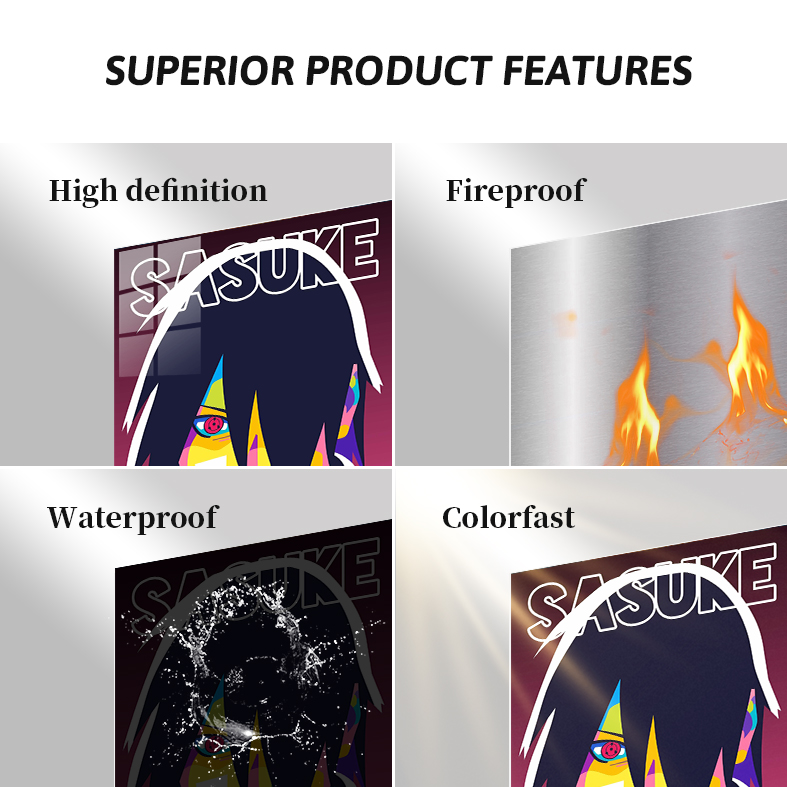 SUPERIOR PRODUCT FEATURES
High definition
Fireproof
SASUKE
Waterproof
Colorfast
SASUKE
SASUKE